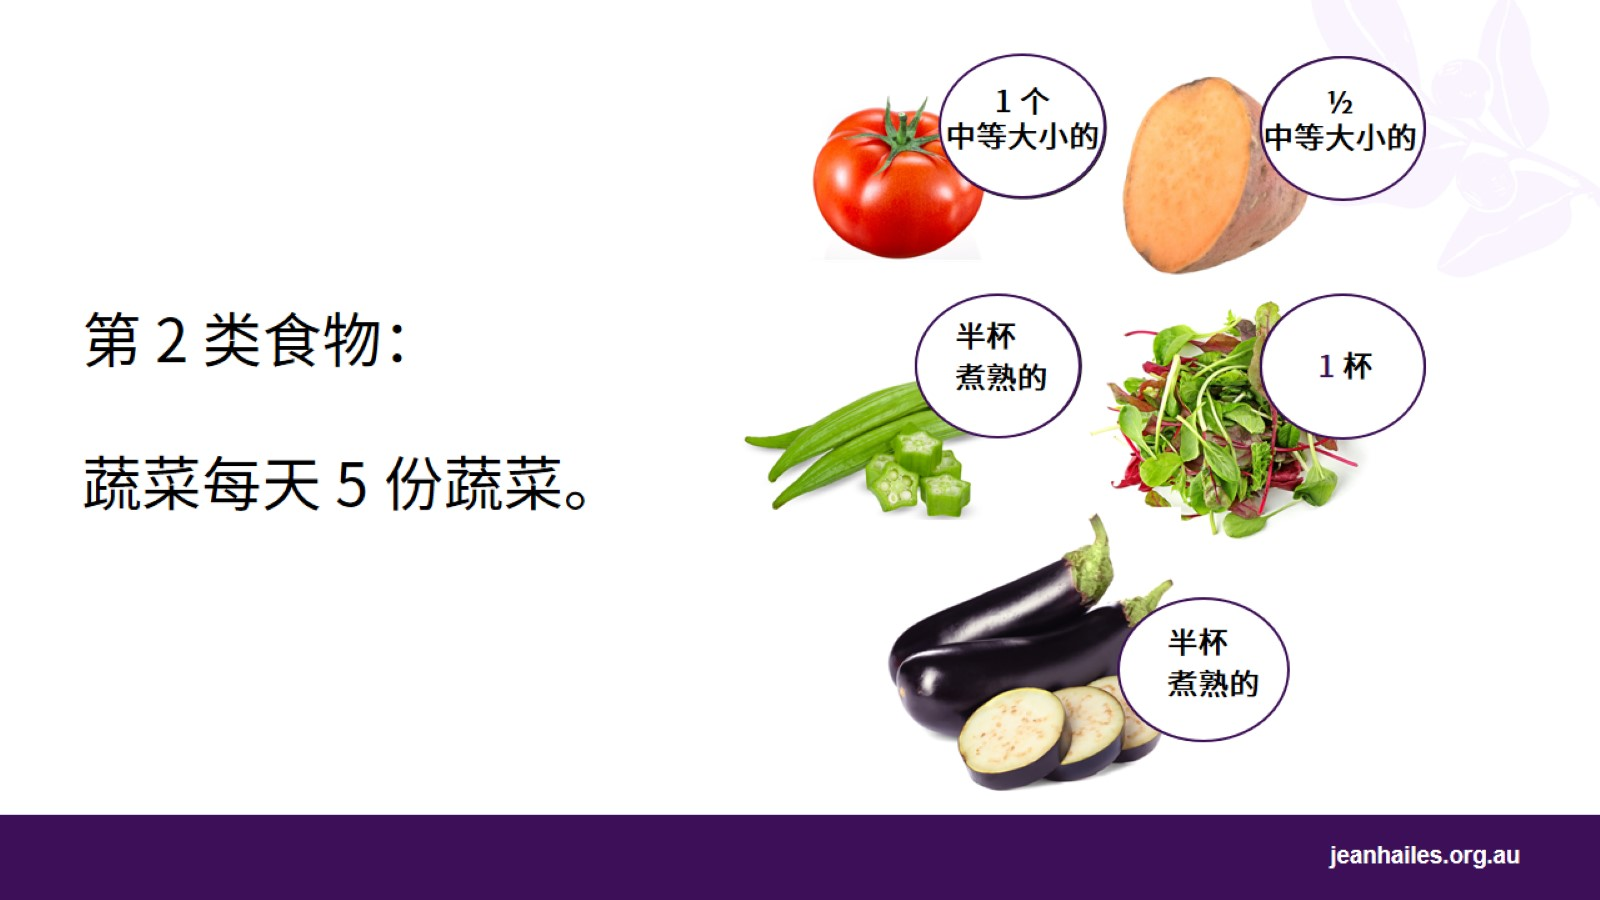 1 个
中等大小的
½
中等大小的
第 2 类食物：
半杯
煮熟的
1 杯
蔬菜每天 5 份蔬菜。
半杯
煮熟的
jeanhailes.org.au